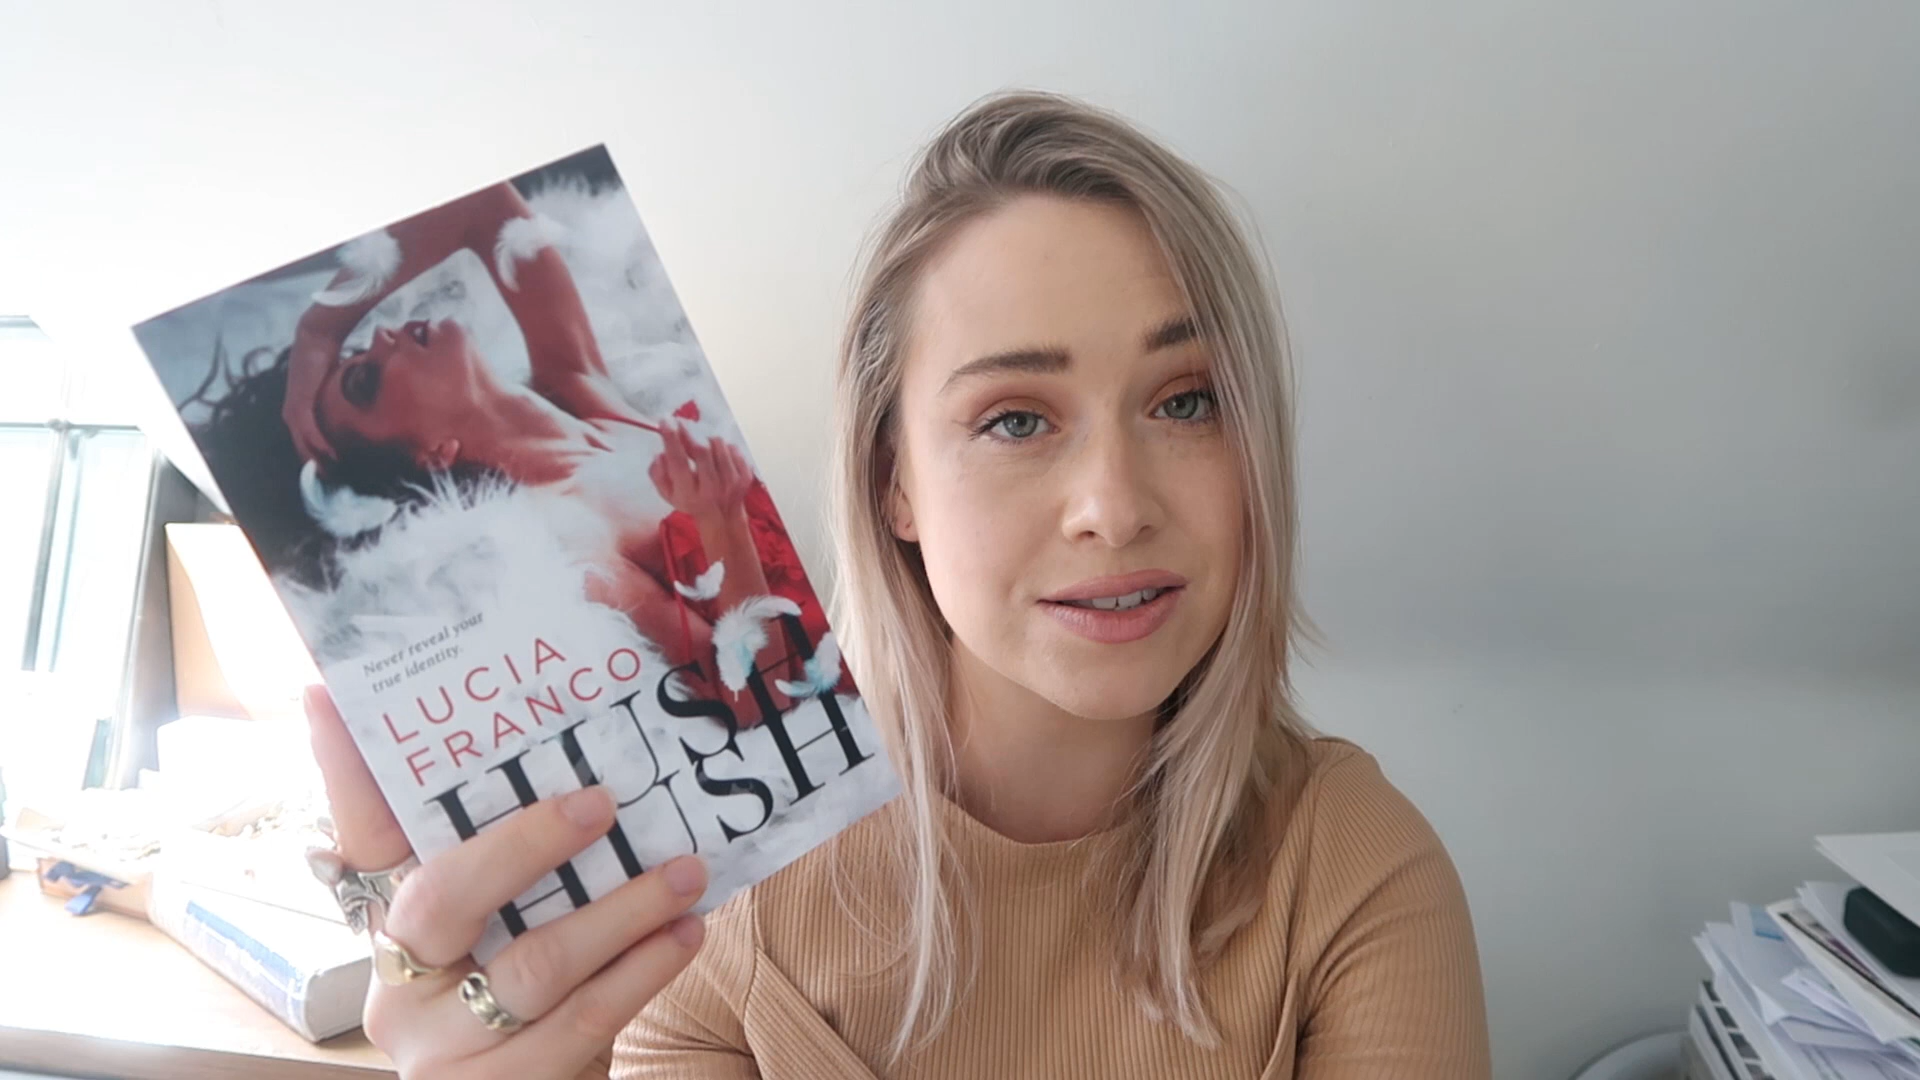 Never reveal your
true identity.
LUCIA
FRANCO
HUSH
HUSH